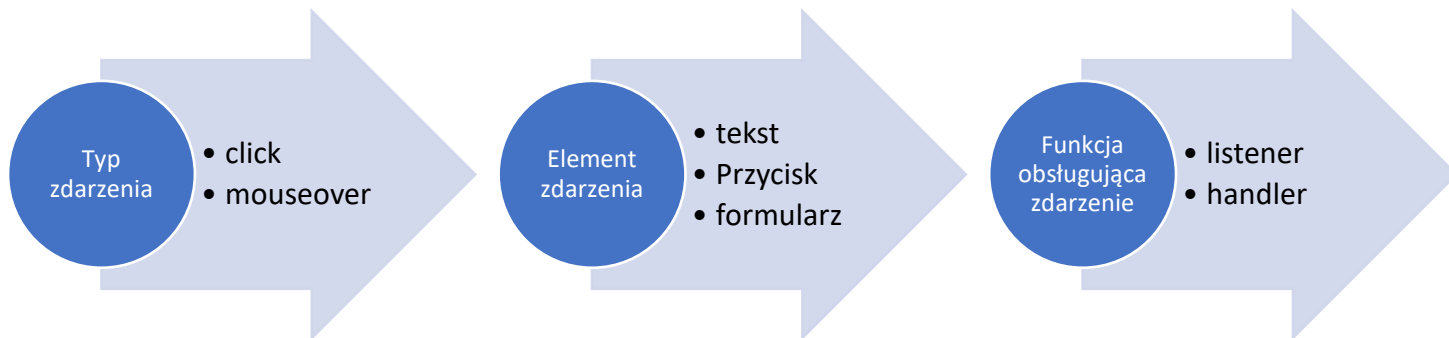 Typ
zdarzenia
• click
• mouseover
Element
zdarzenia
• tekst
• Przycisk
• formularz
Funkcja
obsługująca
zdarzenie
• listener
• handler